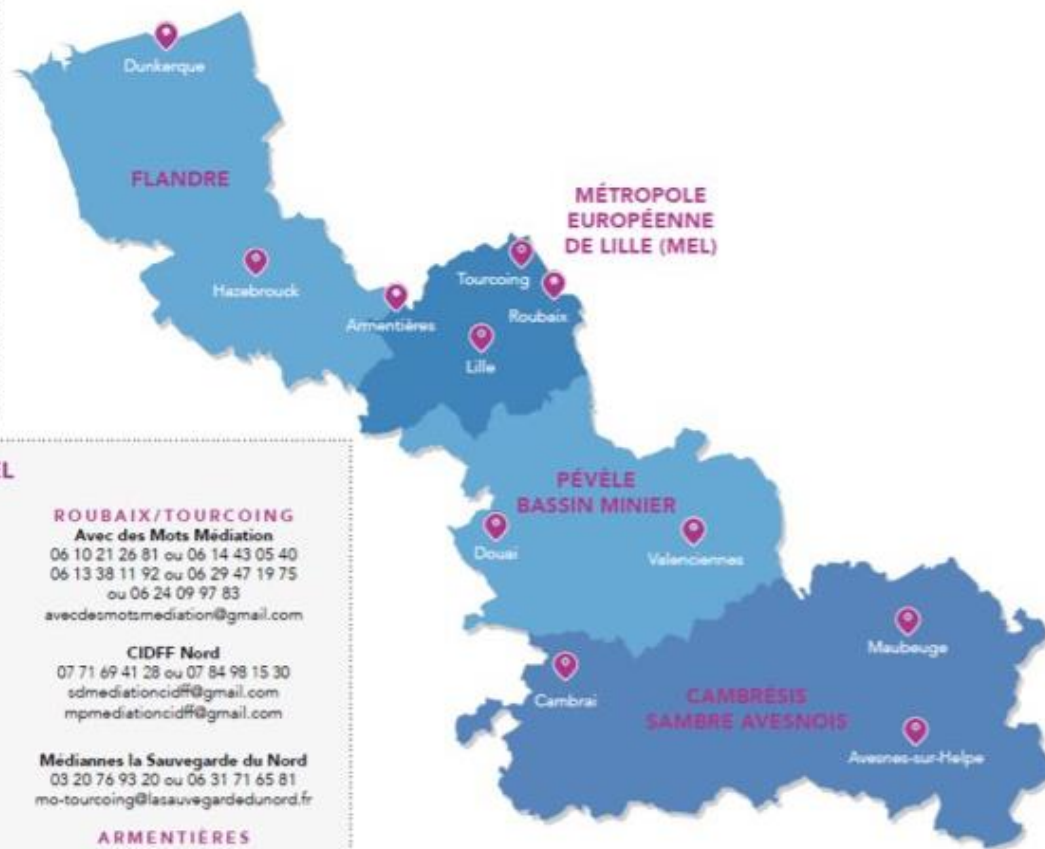 Dunkerque
FLANDRE
MÉTROPOLE
EUROPÉENNE
DE LILLE (MEL)
Tourcoing
Hazebrouck
Roubaix
Armentières
Lille
PÉVÈLE
BASSIN MINIER
Douai
Valenciennes
Maubeuge
Cambrai
CAMBRÉSIS
SAMBRE AVESNOIS
Avesnes-sur-Helpe
EL
ROUBAIX/TOURCOING
Avec des Mots Médiation
06 10 21 26 81 ou 06 14 43 05 40
06 13 38 11 92 ou 06 29 47 19 75
ou 06 24 09 97 83
avecdesmotsmediation@gmail.com
CIDFF Nord
07 71 69 41 28 ou 07 84 98 15 30
sdmediationcidff@gmail.com
mpmediationcidff@gmail.com
Médiannes la Sauvegarde du Nord
03 20 76 93 20 ou 06 31 71 65 81
mo-tourcoing@lasauvegardedunord.fr
ARMENTIÈRES